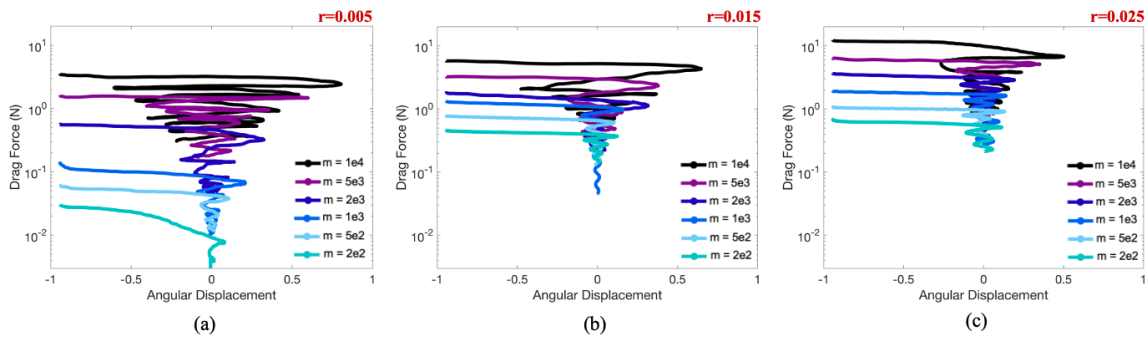 r=0.005
Drag Force (N)
10^1
10^0
10^-1
10^-2
m = 1e4
m = 5e3
m = 2e3
m = 1e3
m = 5e2
m = 2e2
-1 -0.5 0 0.5 1
Angular Displacement
(a)
r=0.015
Drag Force (N)
10^1
10^0
10^-1
10^-2
m = 1e4
m = 5e3
m = 2e3
m = 1e3
m = 5e2
m = 2e2
-1 -0.5 0 0.5 1
Angular Displacement
(b)
r=0.025
Drag Force (N)
10^1
10^0
10^-1
10^-2
m = 1e4
m = 5e3
m = 2e3
m = 1e3
m = 5e2
m = 2e2
-1 -0.5 0 0.5 1
Angular Displacement
(c)